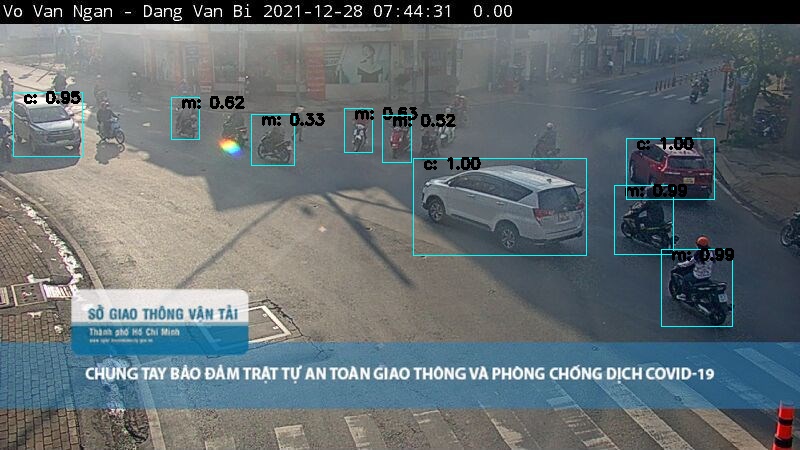 Vo Van Ngan - Dang Van Bi 2021-12-28 07:44:31 0.00
c: 0.95
m: 0.62
m: 0.33
m: 0.63
m: 0.52
c: 1.00
c: 1.00
m: 0.99
m: 0.99
SỞ GIAO THÔNG VẬN TẢI
Thành phố Hồ Chí Minh
CHUNG TAY BẢO ĐẢM TRẬT TỰ AN TOÀN GIAO THÔNG VÀ PHÒNG CHỐNG DỊCH COVID-19